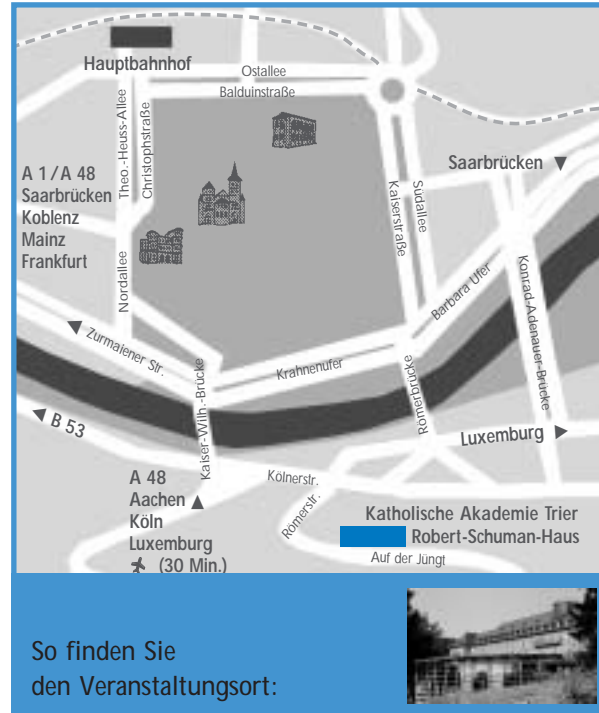 Hauptbahnhof
Ostallee
Balduinstraße
Theo.-Heuss-Allee
Christophstraße
Saarbrücken
A 1 / A 48
Saarbrücken
Koblenz
Mainz
Frankfurt
Kaiserstraße
Südallee
Nordallee
Barbara Ufer
Konrad-Adenauer-Brücke
Zurmaiener Str.
Krahnenufer
Kaiser-Wilh.-Brücke
Römerbrücke
B 53
Luxemburg
Kölnerstr.
A 48
Aachen
Köln
Luxemburg
(30 Min.)
Römerstr.
Katholische Akademie Trier
Robert-Schuman-Haus
Auf der Jüngt
So finden Sie
den Veranstaltungsort: